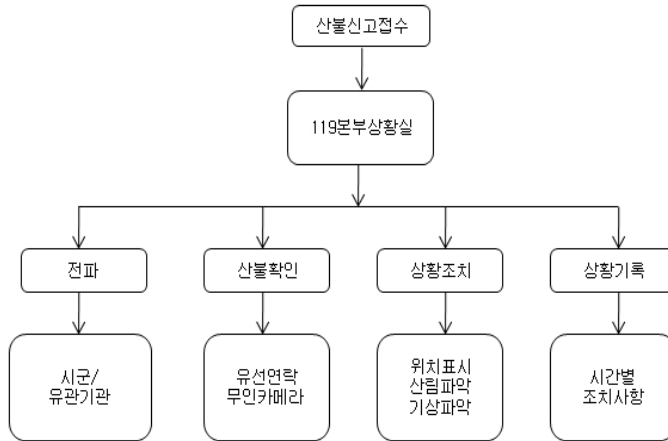 산불신고접수
119본부상황실
전파
산불확인
상황조치
상황기록
시군/
유관기관
유선연락
무인카메라
위치표시
산림파악
기상파악
시간별
조치사항